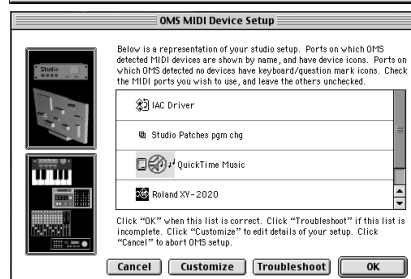 OMS MIDI Device Setup
Below is a representation of your studio setup. Ports on which OMS
detected MIDI devices are shown by name, and have device icons. Ports on
which OMS detected no devices have keyboard/question mark icons. Check
the MIDI ports you wish to use, and leave the others unchecked.
Studio
IAC Driver
Studio Patches pgm chg
QuickTime Music
Roland XV-2020
Click "OK" when this list is correct. Click "Troubleshoot" if this list is
incomplete. Click "Customize" to edit details of your setup. Click
"Cancel" to abort OMS setup.
Cancel Customize Troubleshoot OK